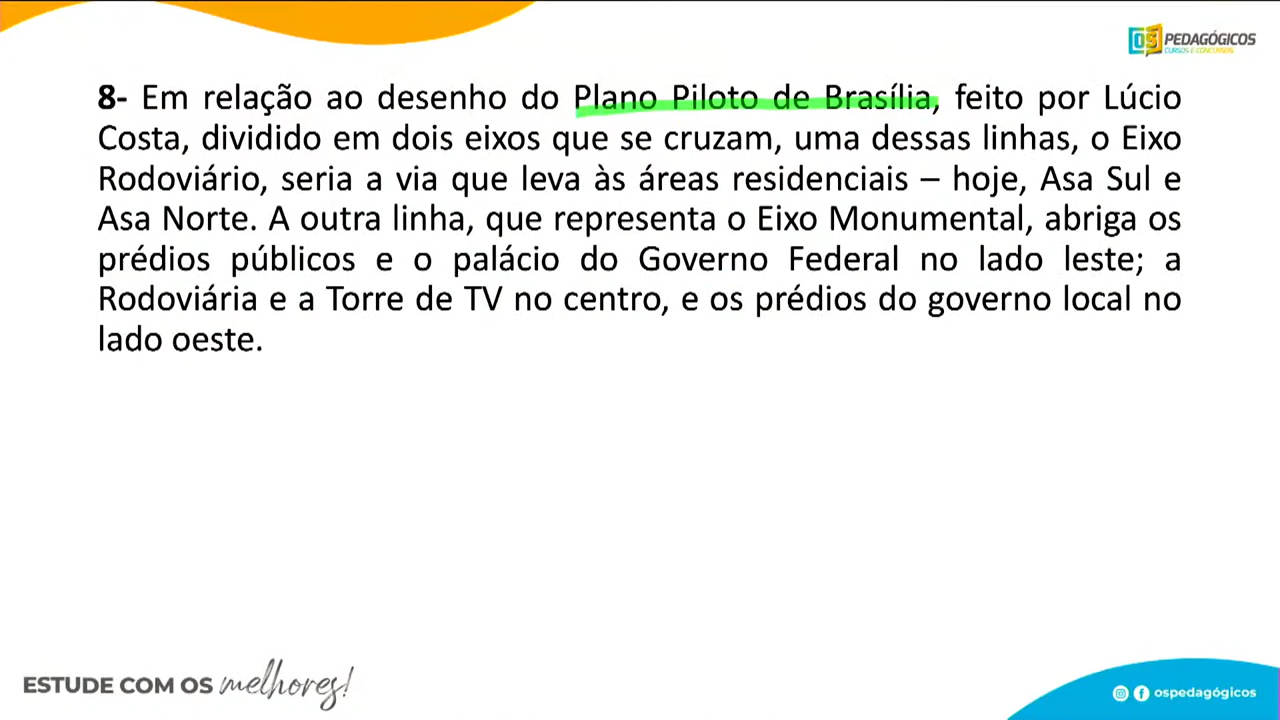 OS PEDAGÓGICOS
CURSOS E CONCURSOS
8- Em relação ao desenho do Plano Piloto de Brasília, feito por Lúcio
Costa, dividido em dois eixos que se cruzam, uma dessas linhas, o Eixo
Rodoviário, seria a via que leva às áreas residenciais – hoje, Asa Sul e
Asa Norte. A outra linha, que representa o Eixo Monumental, abriga os
prédios públicos e o palácio do Governo Federal no lado leste; a
Rodoviária e a Torre de TV no centro, e os prédios do governo local no
lado oeste.
ESTUDE COM OS melhores!
ospedagógicos